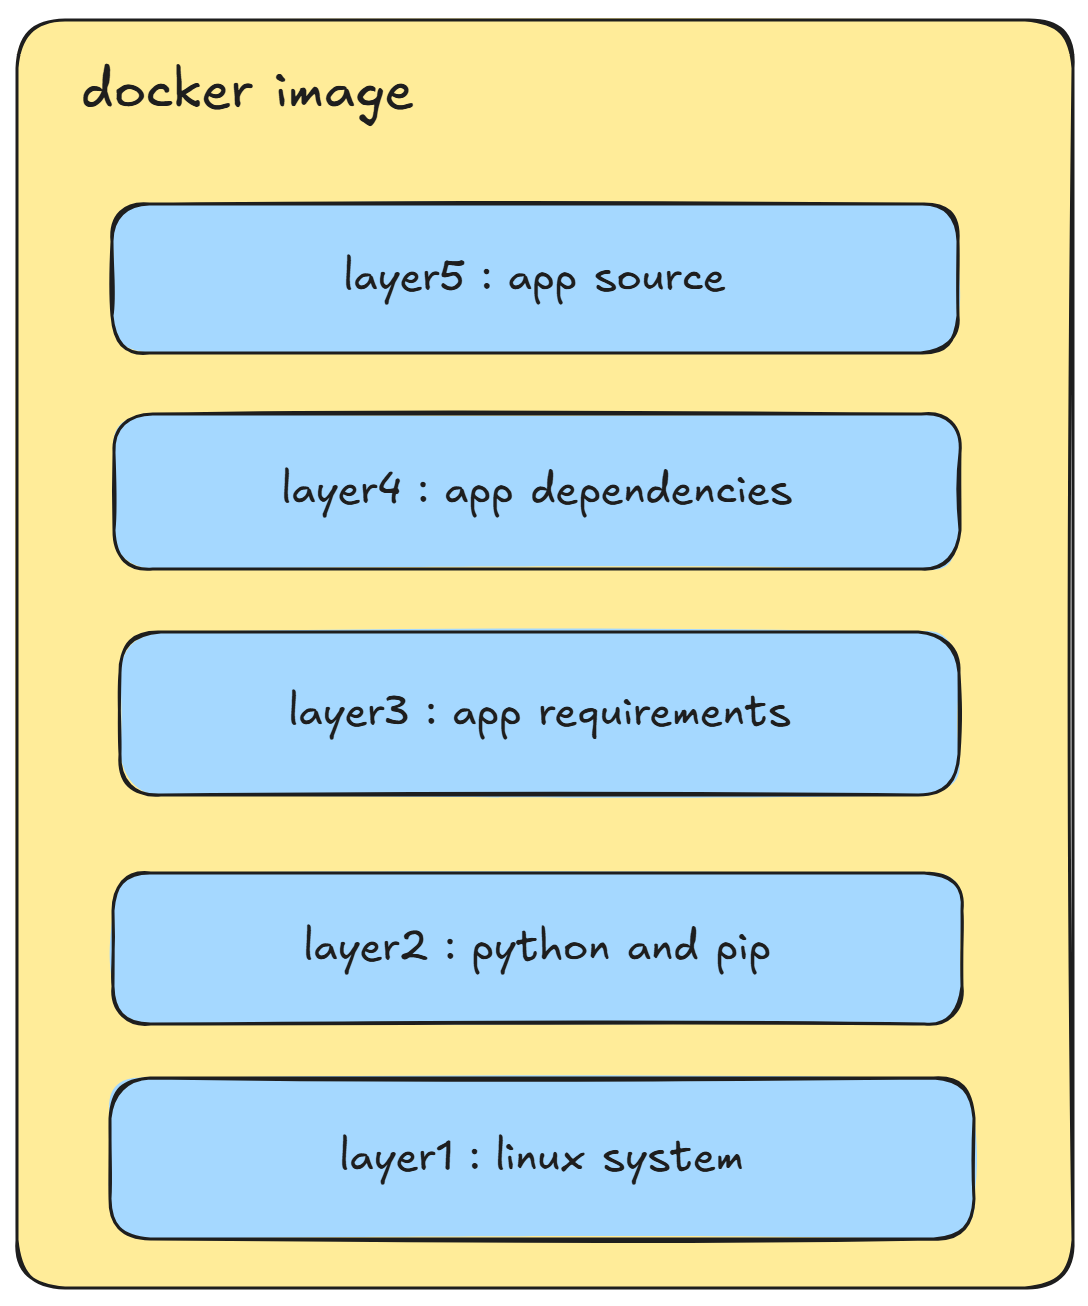 docker image
layer5 : app source
layer4 : app dependencies
layer3 : app requirements
layer2 : python and pip
layer1 : linux system